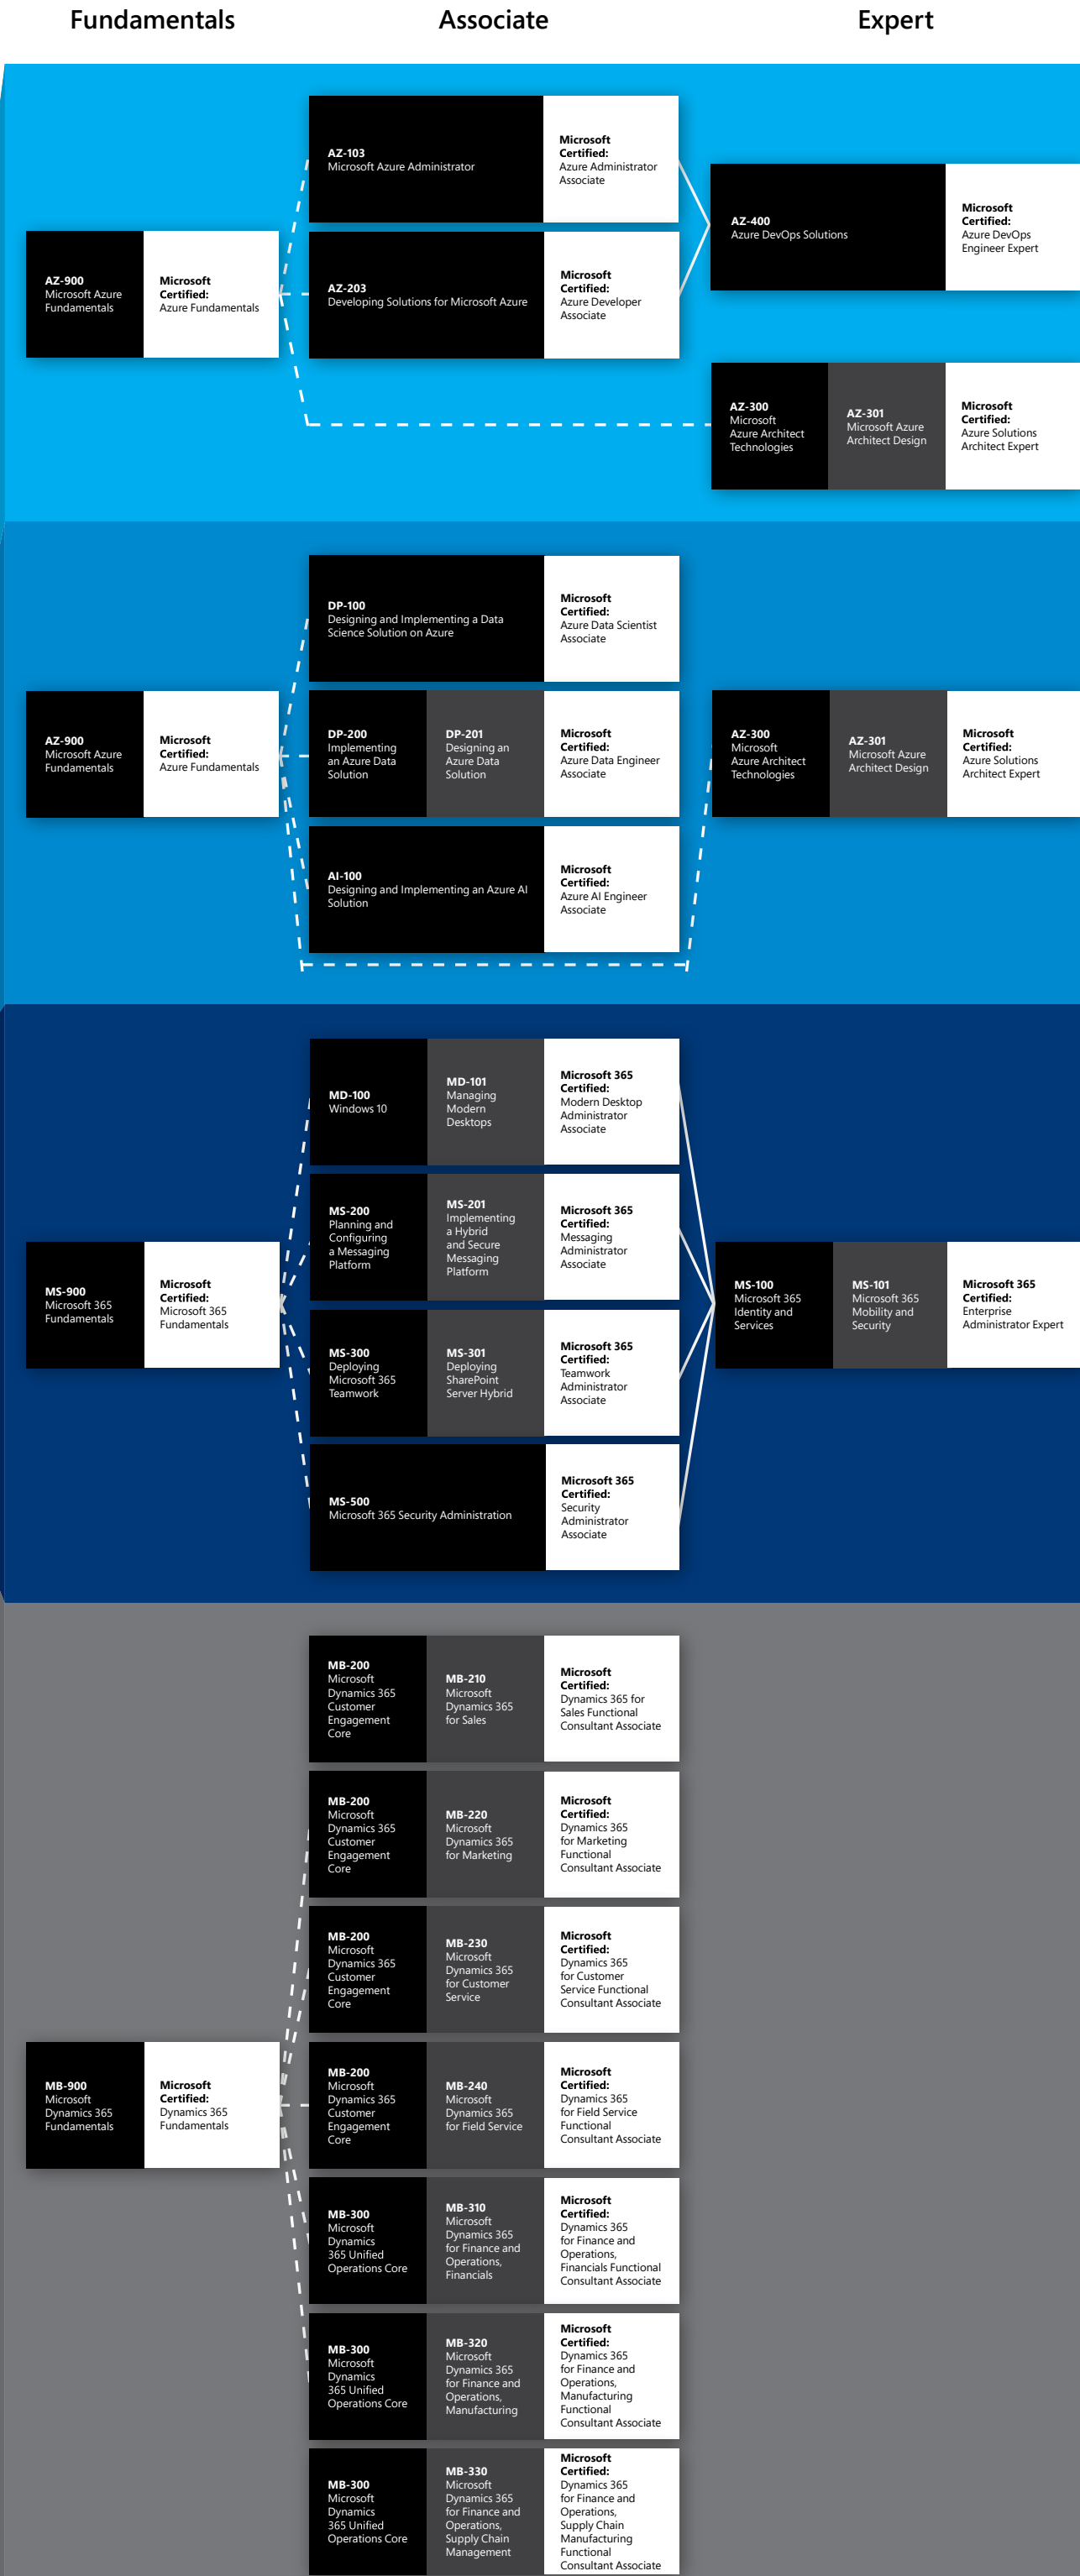 Fundamentals
Associate
Expert
AZ-900
Microsoft Azure
Fundamentals
Microsoft
Certified:
Azure Fundamentals
AZ-103
Microsoft Azure Administrator
Microsoft
Certified:
Azure Administrator
Associate
AZ-203
Developing Solutions for Microsoft Azure
Microsoft
Certified:
Azure Developer
Associate
AZ-400
Azure DevOps Solutions
Microsoft
Certified:
Azure DevOps
Engineer Expert
AZ-300
Microsoft
Azure Architect
Technologies
AZ-301
Microsoft Azure
Architect Design
Microsoft
Certified:
Azure Solutions
Architect Expert
AZ-900
Microsoft Azure
Fundamentals
Microsoft
Certified:
Azure Fundamentals
DP-100
Designing and Implementing a Data
Science Solution on Azure
Microsoft
Certified:
Azure Data Scientist
Associate
DP-200
Implementing
an Azure Data
Solution
DP-201
Designing an
Azure Data
Solution
Microsoft
Certified:
Azure Data Engineer
Associate
AI-100
Designing and Implementing an Azure AI
Solution
Microsoft
Certified:
Azure AI Engineer
Associate
AZ-300
Microsoft
Azure Architect
Technologies
AZ-301
Microsoft Azure
Architect Design
Microsoft
Certified:
Azure Solutions
Architect Expert
MS-900
Microsoft 365
Fundamentals
Microsoft
Certified:
Microsoft 365
Fundamentals
MD-100
Windows 10
MD-101
Managing
Modern
Desktops
Microsoft 365
Certified:
Modern Desktop
Administrator
Associate
MS-200
Planning and
Configuring
a Messaging
Platform
MS-201
Implementing
a Hybrid
and Secure
Messaging
Platform
Microsoft 365
Certified:
Messaging
Administrator
Associate
MS-300
Deploying
Microsoft 365
Teamwork
MS-301
Deploying
SharePoint
Server Hybrid
Microsoft 365
Certified:
Teamwork
Administrator
Associate
MS-500
Microsoft 365 Security Administration
Microsoft 365
Certified:
Security
Administrator
Associate
MS-100
Microsoft 365
Identity and
Services
MS-101
Microsoft 365
Mobility and
Security
Microsoft 365
Certified:
Enterprise
Administrator Expert
MB-900
Microsoft
Dynamics 365
Fundamentals
Microsoft
Certified:
Dynamics 365
Fundamentals
MB-200
Microsoft
Dynamics 365
Customer
Engagement
Core
MB-210
Microsoft
Dynamics 365
for Sales
Microsoft
Certified:
Dynamics 365 for
Sales Functional
Consultant Associate
MB-200
Microsoft
Dynamics 365
Customer
Engagement
Core
MB-220
Microsoft
Dynamics 365
for Marketing
Microsoft
Certified:
Dynamics 365
for Marketing
Functional
Consultant Associate
MB-200
Microsoft
Dynamics 365
Customer
Engagement
Core
MB-230
Microsoft
Dynamics 365
for Customer
Service
Microsoft
Certified:
Dynamics 365
for Customer
Service Functional
Consultant Associate
MB-200
Microsoft
Dynamics 365
Customer
Engagement
Core
MB-240
Microsoft
Dynamics 365
for Field Service
Microsoft
Certified:
Dynamics 365
for Field Service
Functional
Consultant Associate
MB-300
Microsoft
Dynamics
365 Unified
Operations Core
MB-310
Microsoft
Dynamics 365
for Finance and
Operations,
Financials
Microsoft
Certified:
Dynamics 365
for Finance and
Operations,
Financials Functional
Consultant Associate
MB-300
Microsoft
Dynamics
365 Unified
Operations Core
MB-320
Microsoft
Dynamics 365
for Finance and
Operations,
Manufacturing
Microsoft
Certified:
Dynamics 365
for Finance and
Operations,
Manufacturing
Functional
Consultant Associate
MB-300
Microsoft
Dynamics
365 Unified
Operations Core
MB-330
Microsoft
Dynamics 365
for Finance and
Operations,
Supply Chain
Management
Microsoft
Certified:
Dynamics 365
for Finance and
Operations,
Supply Chain
Manufacturing
Functional
Consultant Associate